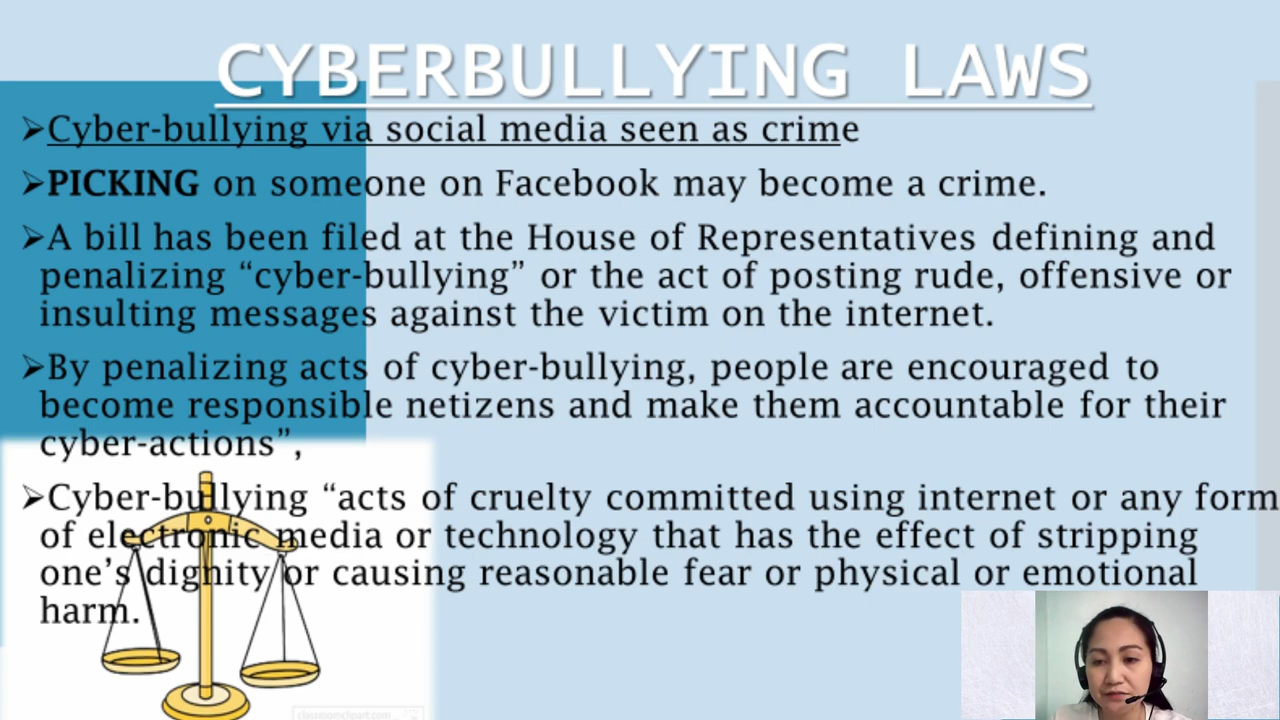 CYBERBULLYING LAWS
➢Cyber-bullying via social media seen as crime
➢PICKING on someone on Facebook may become a crime.
➢A bill has been filed at the House of Representatives defining and
penalizing “cyber-bullying” or the act of posting rude, offensive or
insulting messages against the victim on the internet.
➢By penalizing acts of cyber-bullying, people are encouraged to
become responsible netizens and make them accountable for their
cyber-actions”,
➢Cyber-bullying “acts of cruelty committed using internet or any form
of electronic media or technology that has the effect of stripping
one’s dignity or causing reasonable fear or physical or emotional
harm.
classroomclipart.com